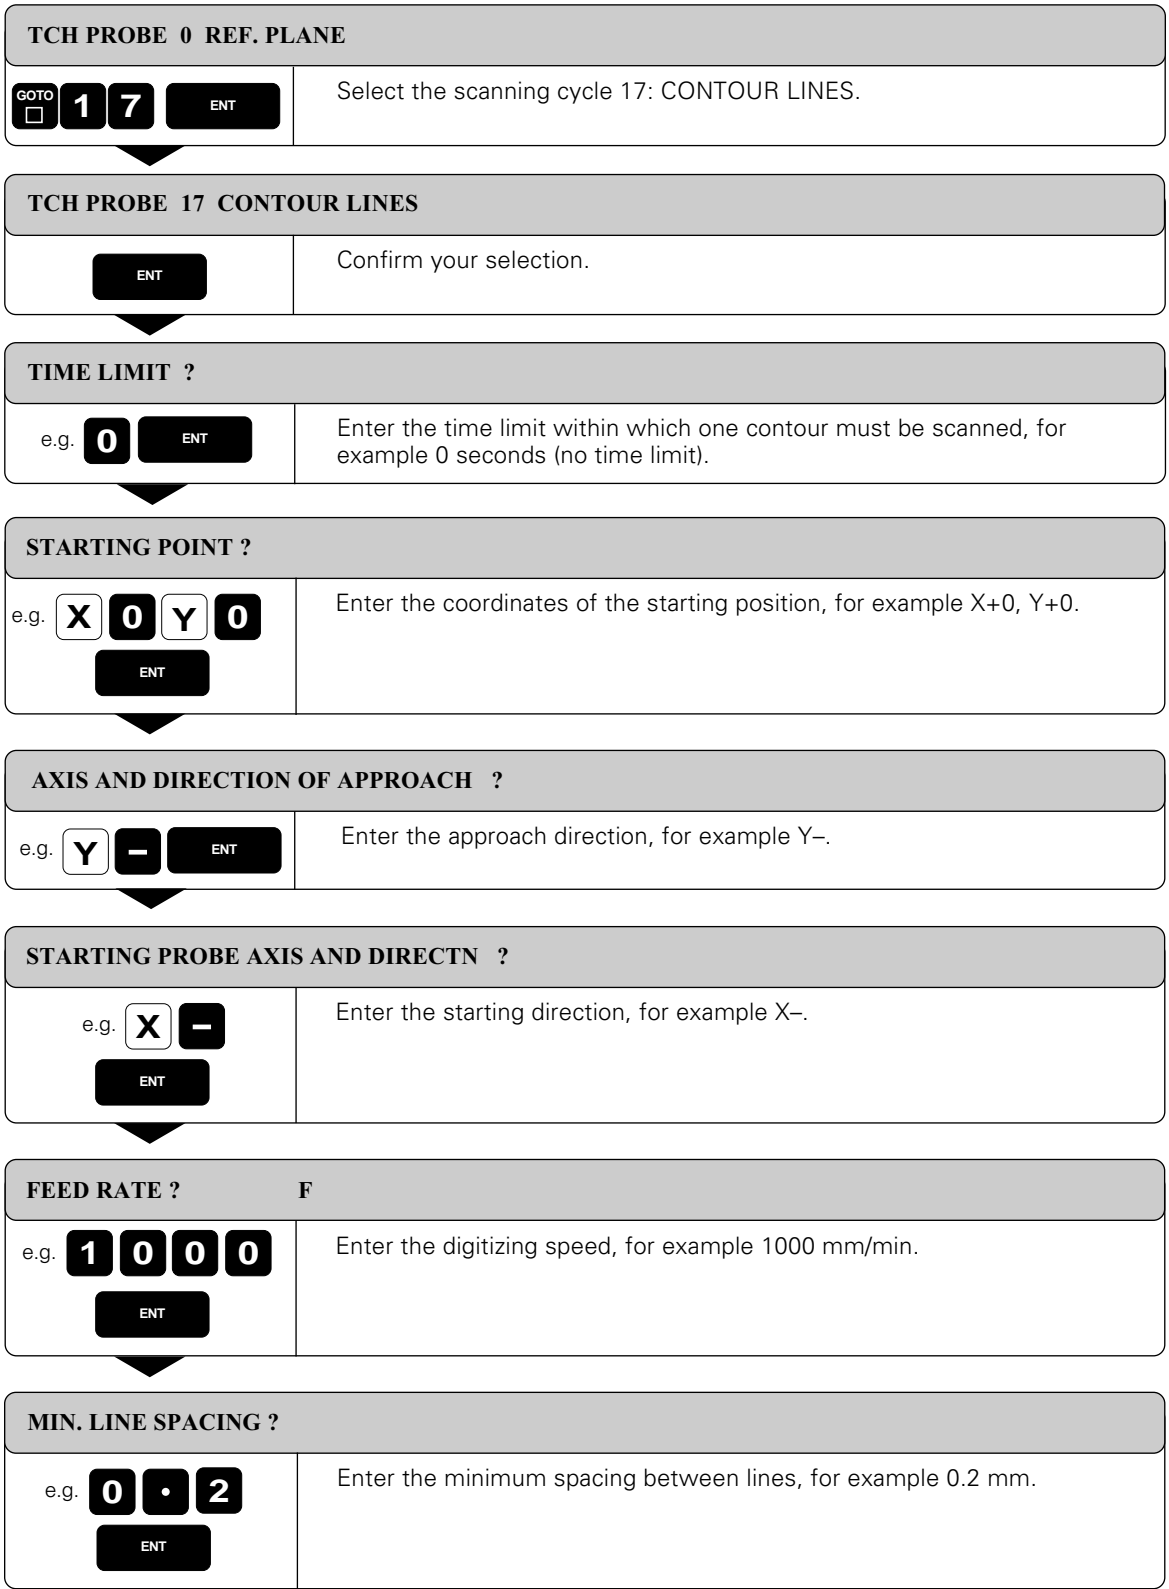 TCH PROBE 0 REF. PLANE
GOTO 1 7 ENT
Select the scanning cycle 17: CONTOUR LINES.
TCH PROBE 17 CONTOUR LINES
ENT
Confirm your selection.
TIME LIMIT ?
e.g. 0 ENT
Enter the time limit within which one contour must be scanned, for
example 0 seconds (no time limit).
STARTING POINT ?
e.g. X 0 Y 0
ENT
Enter the coordinates of the starting position, for example X+0, Y+0.
AXIS AND DIRECTION OF APPROACH ?
e.g. Y – ENT
Enter the approach direction, for example Y–.
STARTING PROBE AXIS AND DIRECTN ?
e.g. X –
ENT
Enter the starting direction, for example X–.
FEED RATE ? F
e.g. 1 0 0 0
ENT
Enter the digitizing speed, for example 1000 mm/min.
MIN. LINE SPACING ?
e.g. 0 • 2
ENT
Enter the minimum spacing between lines, for example 0.2 mm.